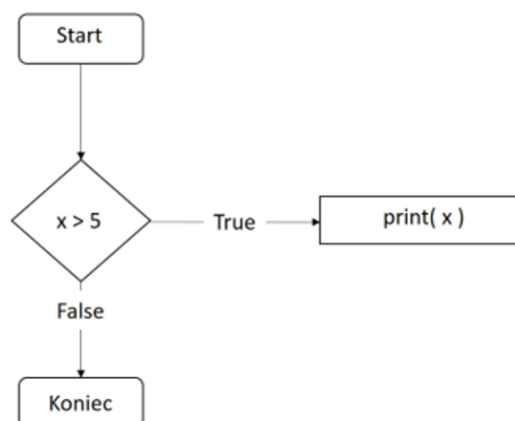 Start
x > 5
True
print( x )
False
Koniec